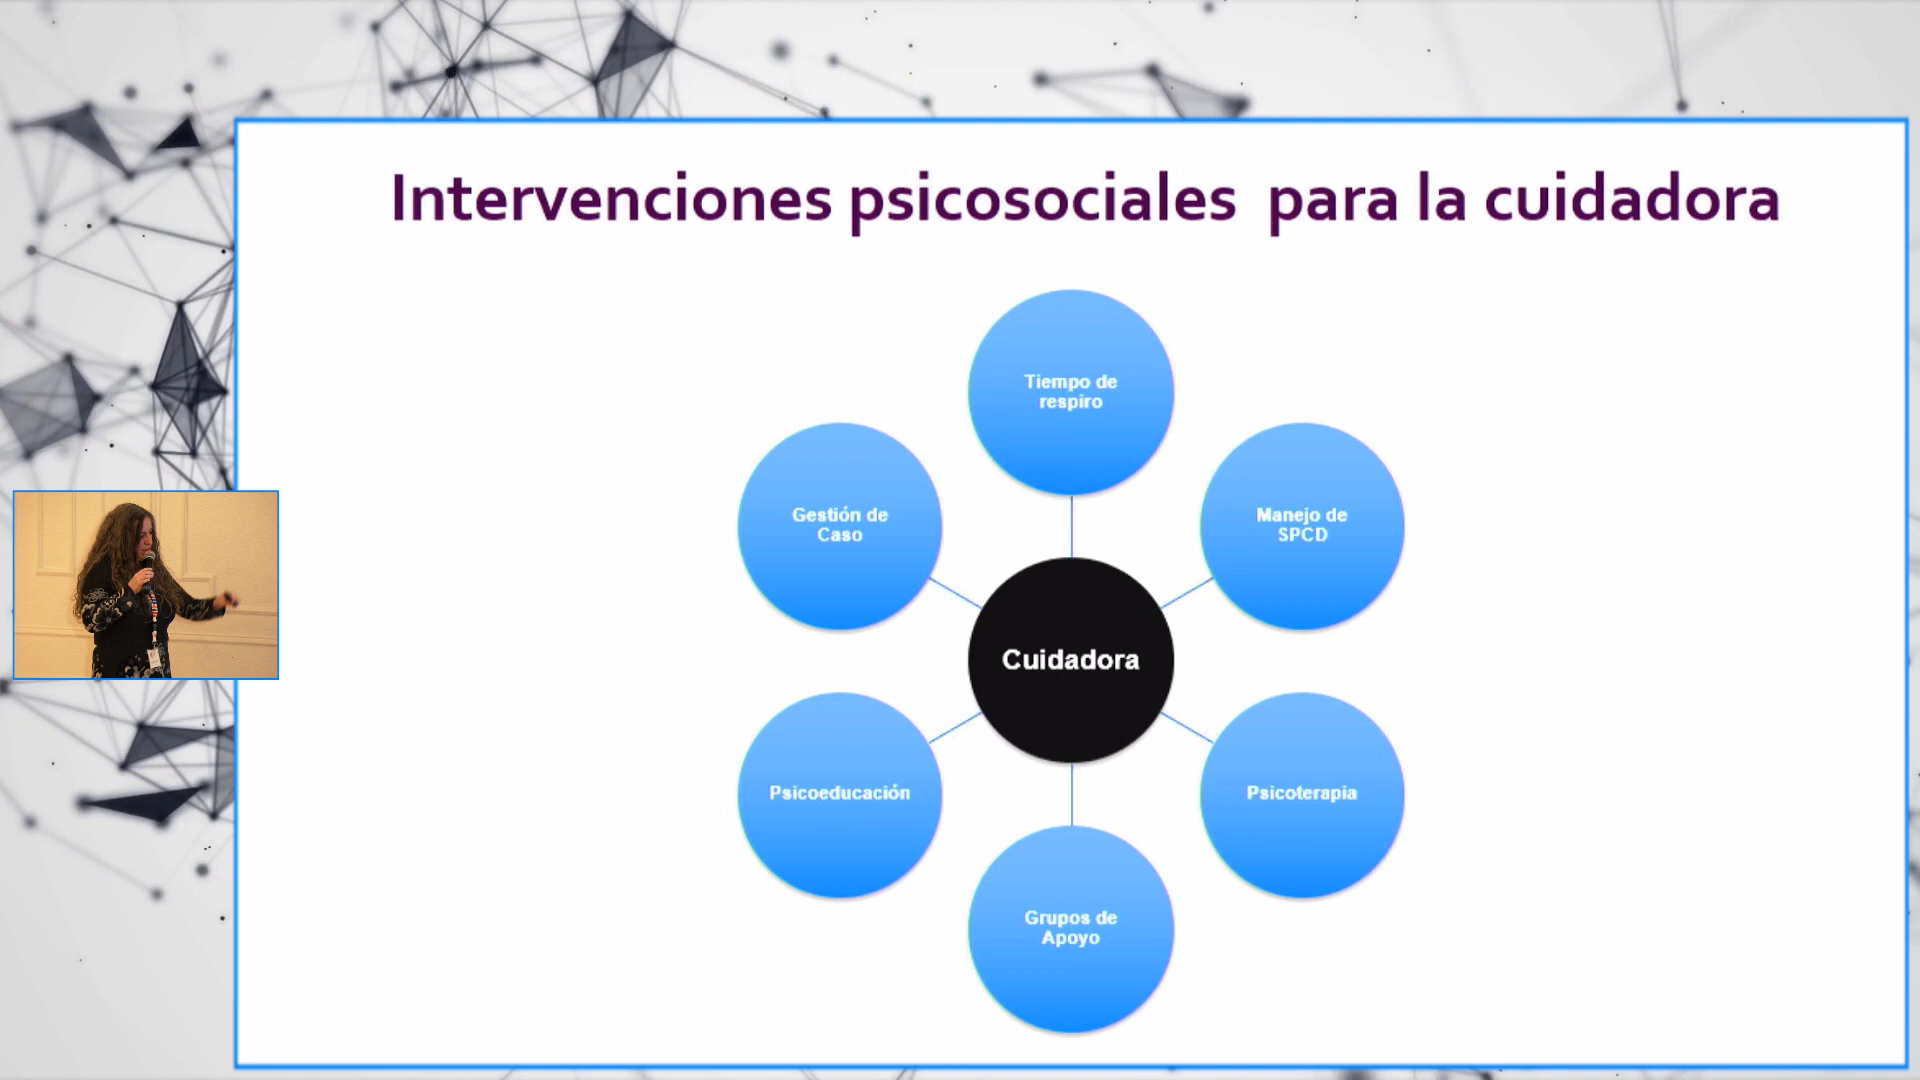 Intervenciones psicosociales para la cuidadora
Tiempo de
respiro
Gestión de
Caso
Manejo de
SPCD
Cuidadora
Psicoeducación
Psicoterapia
Grupos de
Apoyo